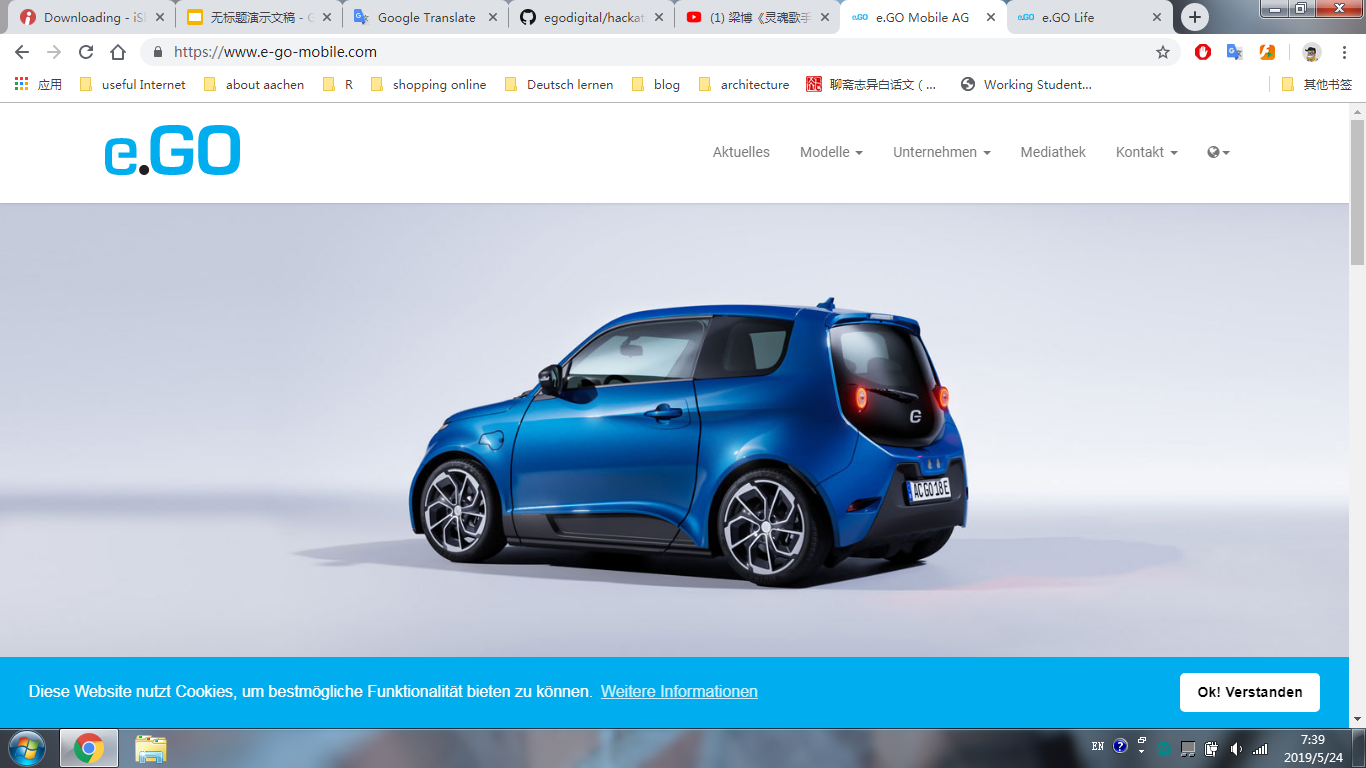 Downloading - iSl
无标题演示文稿 - G
Google Translate
egodigital/hackat
(1) 梁博《灵魂歌手
e.GO Mobile AG
e.GO Life
https://www.e-go-mobile.com
应用
useful Internet
about aachen
R
shopping online
Deutsch lernen
blog
architecture
聊斋志异白话文 ( ...
Working Student...
其他书签
e.GO
Aktuelles
Modelle
Unternehmen
Mediathek
Kontakt
e
AC GO 18 E
Diese Website nutzt Cookies, um bestmögliche Funktionalität bieten zu können. Weitere Informationen
Ok! Verstanden
EN
7:39
2019/5/24